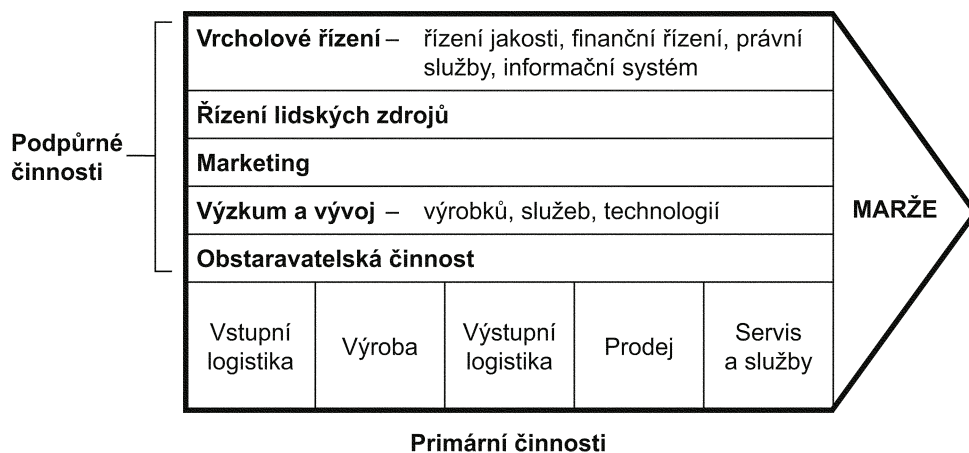 Podpůrné
činnosti
Vrcholové řízení – řízení jakosti, finanční řízení, právní
služby, informační systém
Řízení lidských zdrojů
Marketing
Výzkum a vývoj – výrobků, služeb, technologií
Obstaravatelská činnost
MARŽE
Vstupní
logistika
Výroba
Výstupní
logistika
Prodej
Servis
a služby
Primární činnosti